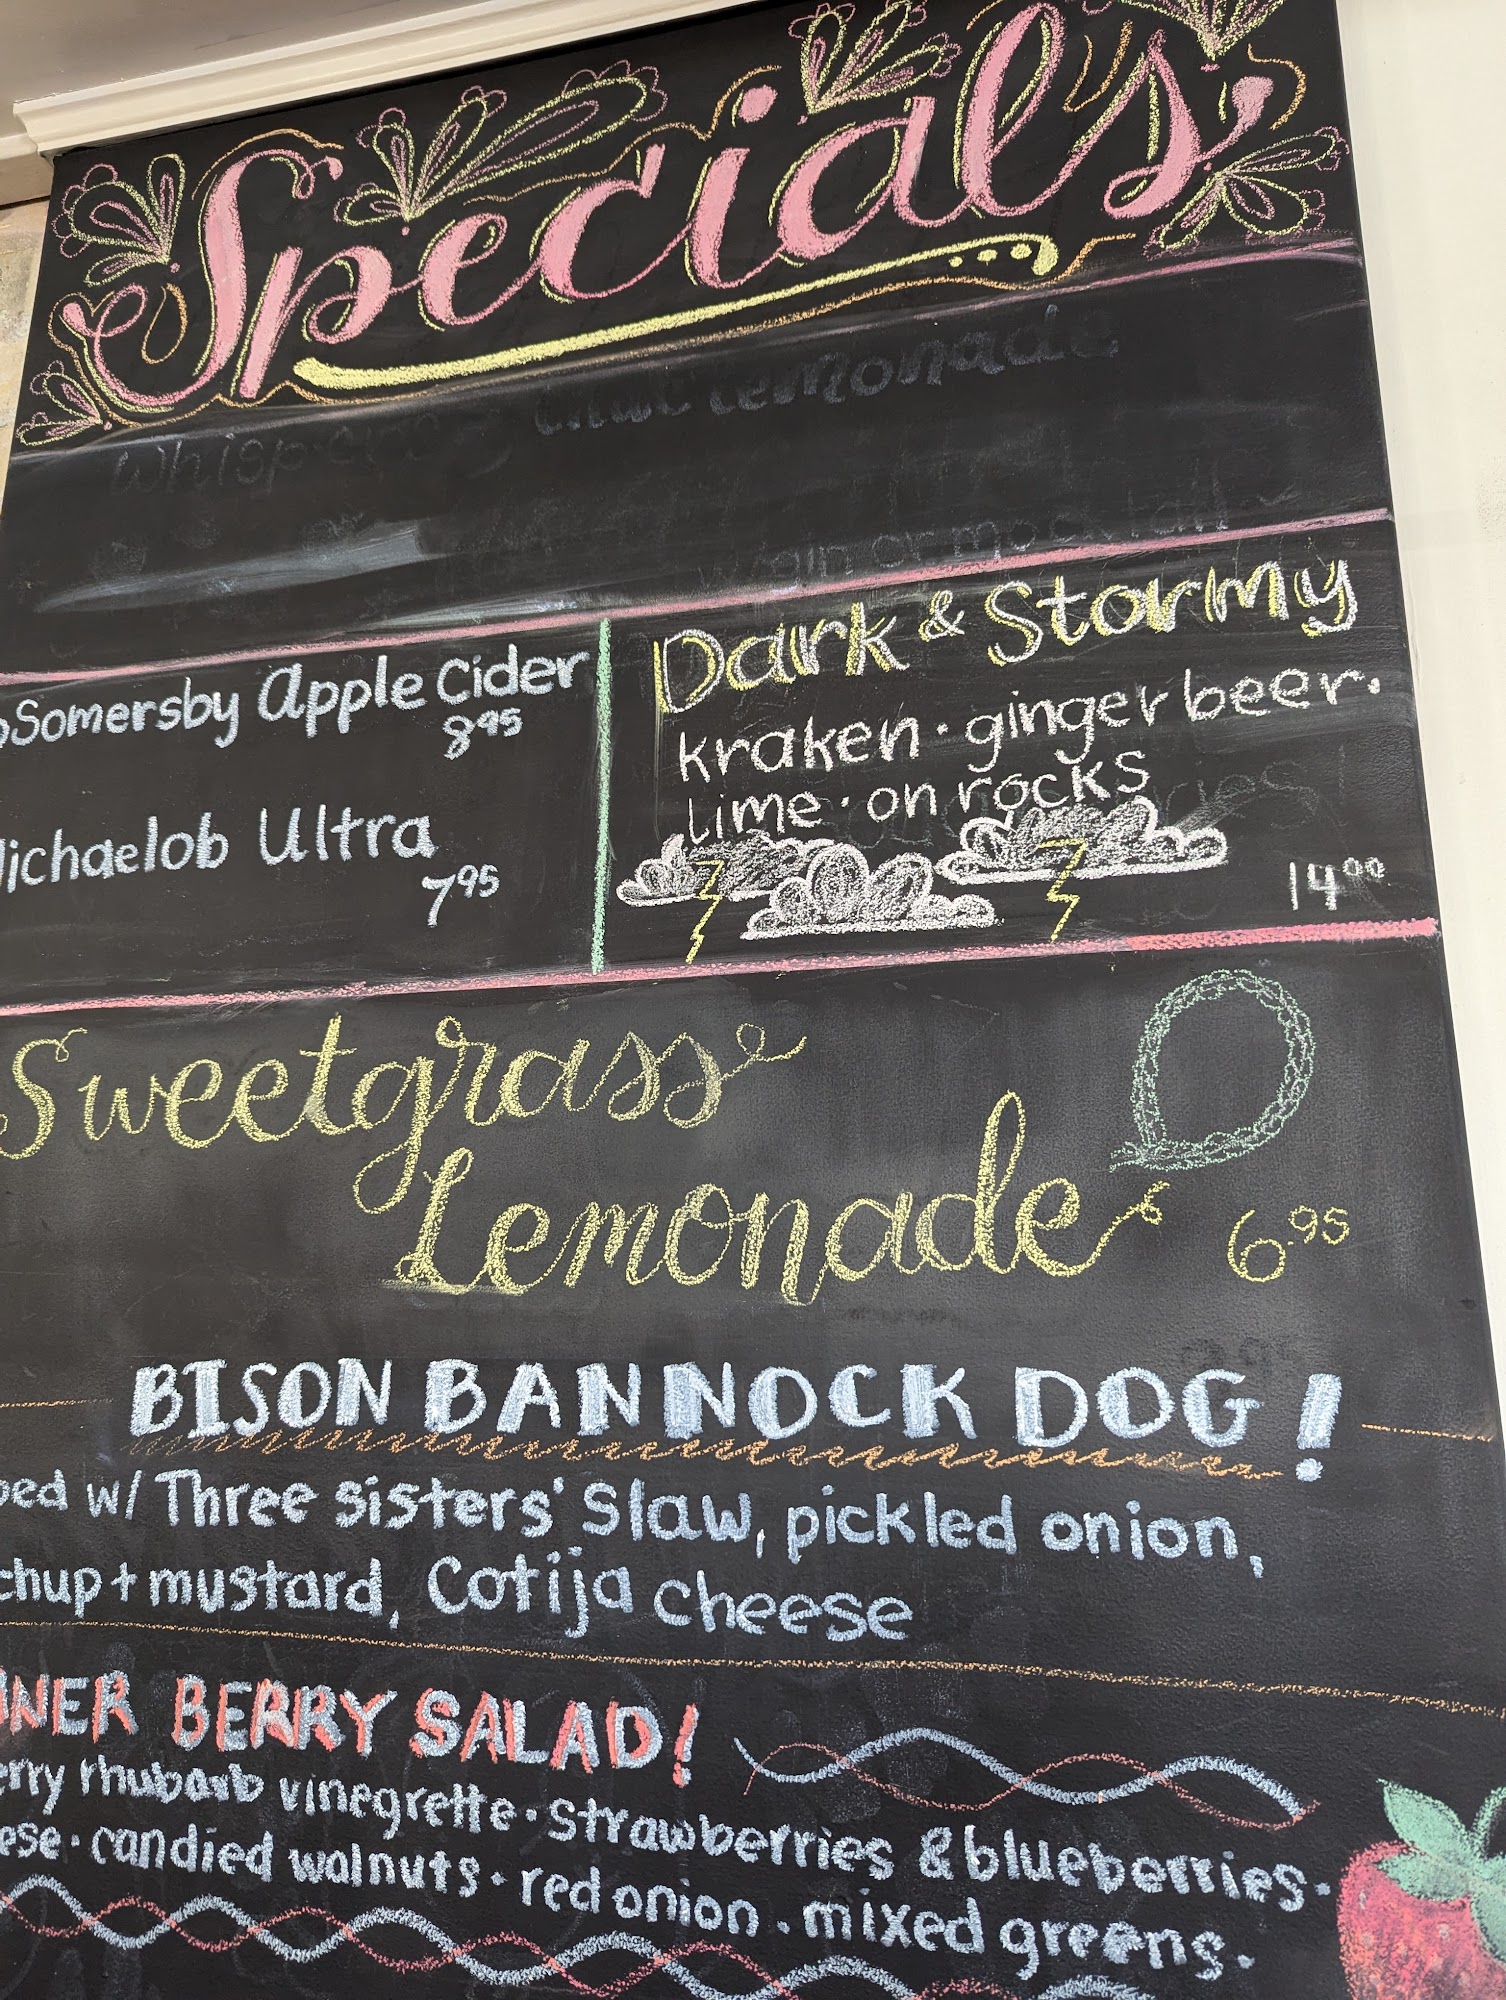 Specials
Lemonade
Somersby Apple Cider
8.95
Michaelob Ultra
7.95
Dark & Stormy
kraken · ginger beer ·
lime · on rocks
14.00
Sweetgrass
Lemonade
6.95
BISON BANNOCK DOG!
w/ Three sisters' slaw, pickled onion,
chup + mustard, Cotija cheese
BERRY SALAD!
rhubarb vinegrette · strawberries & blueberries ·
candied walnuts · red onion · mixed greens ·